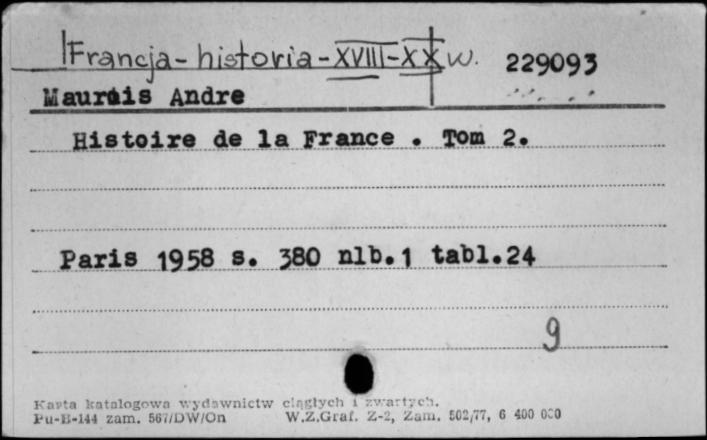 Francja - historia - XVIII - XX w. 229093
Maurois Andre
Histoire de la France . Tom 2.
Paris 1958 s. 380 nlb.1 tabl.24
9
Karta katalogowa wydawnictw ciągłych i zwartych.
Pu-B-144 zam. 567/DW/On W.Z.Graf. Z-2, Zam. 502/77, 6 400 000